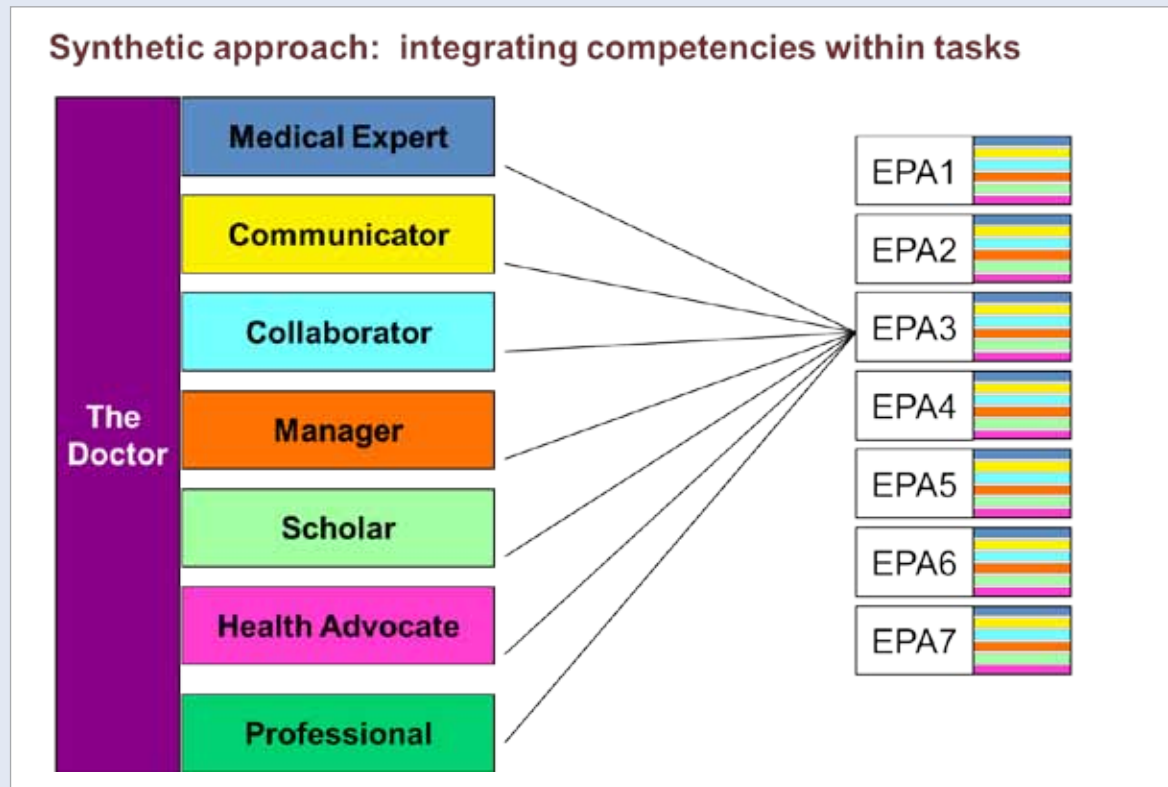 Synthetic approach: integrating competencies within tasks
The
Doctor
Medical Expert
Communicator
Collaborator
Manager
Scholar
Health Advocate
Professional
EPA1
EPA2
EPA3
EPA4
EPA5
EPA6
EPA7